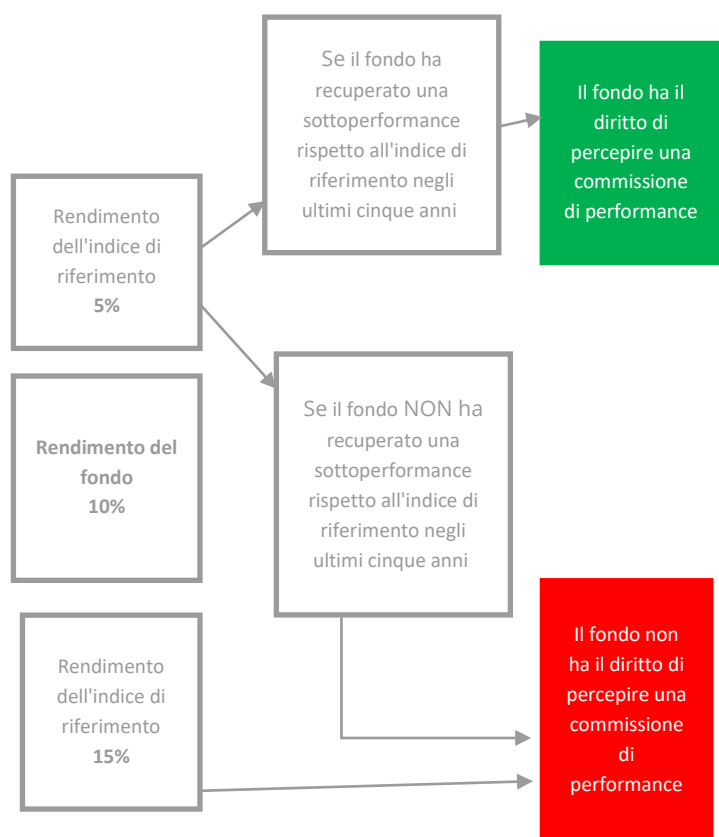 Se il fondo ha
recuperato una
sottoperformance
rispetto all'indice di
riferimento negli
ultimi cinque anni
Il fondo ha il
diritto di
percepire una
commissione
di performance
Rendimento
dell'indice di
riferimento
5%
Se il fondo NON ha
recuperato una
sottoperformance
rispetto all'indice di
riferimento negli
ultimi cinque anni
Rendimento del
fondo
10%
Il fondo non
ha il diritto di
percepire una
commissione
di
performance
Rendimento
dell'indice di
riferimento
15%